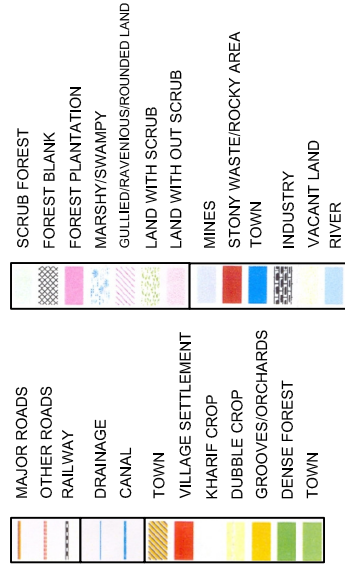 SCRUB FOREST
FOREST BLANK
FOREST PLANTATION
MARSHY/SWAMPY
GULLIED/RAVENIOUS/ROUNDED LAND
LAND WITH SCRUB
LAND WITH OUT SCRUB
MINES
STONY WASTE/ROCKY AREA
TOWN
INDUSTRY
VACANT LAND
RIVER
MAJOR ROADS
OTHER ROADS
RAILWAY
DRAINAGE
CANAL
TOWN
VILLAGE SETTLEMENT
KHARIF CROP
DUBBLE CROP
GROOVES/ORCHARDS
DENSE FOREST
TOWN